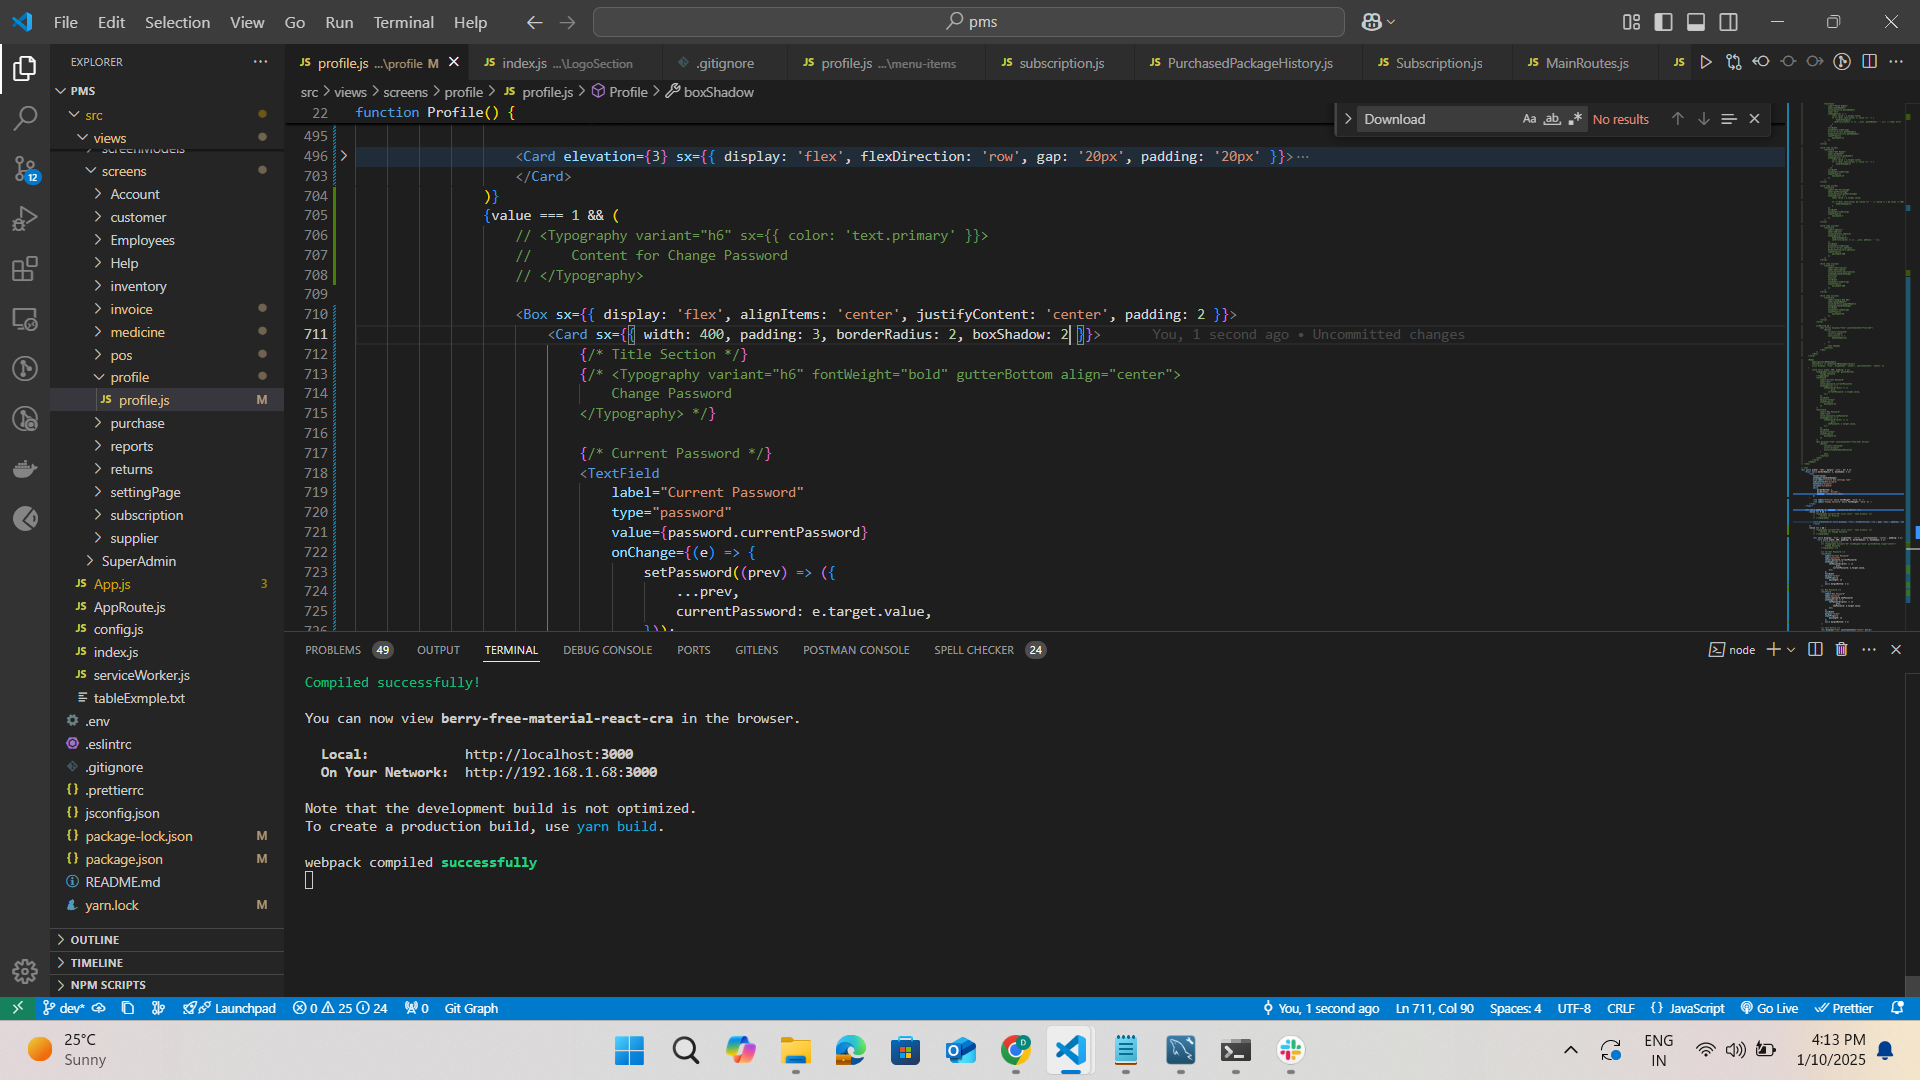 File Edit Selection View Go Run Terminal Help
pms
EXPLORER
profile.js ...\profile M
index.js ...\LogoSection
.gitignore
profile.js ...\menu-items
subscription.js
PurchasedPackageHistory.js
Subscription.js
MainRoutes.js
src > views > screens > profile > JS profile.js > Profile > boxShadow
PMS
src
views
screens
Account
customer
Employees
Help
inventory
invoice
medicine
pos
profile
profile.js M
purchase
reports
returns
settingPage
subscription
supplier
SuperAdmin
App.js 3
AppRoute.js
config.js
index.js
serviceWorker.js
tableExmple.txt
.env
.eslintrc
.gitignore
.prettierrc
jsconfig.json
package-lock.json M
package.json M
README.md
yarn.lock M
OUTLINE
TIMELINE
NPM SCRIPTS
12
Download
Aa ab
No results
22 function Profile() {
495
496 <Card elevation={3} sx={{ display: 'flex', flexDirection: 'row', gap: '20px', padding: '20px' }}>···
703 </Card>
704 )}
705 {value === 1 && (
706 // <Typography variant="h6" sx={{ color: 'text.primary' }}>
707 // Content for Change Password
708 // </Typography>
709
710 <Box sx={{ display: 'flex', alignItems: 'center', justifyContent: 'center', padding: 2 }}>
711 <Card sx={{ width: 400, padding: 3, borderRadius: 2, boxShadow: 2 }}> You, 1 second ago • Uncommitted changes
712 {/* Title Section */}
713 {/* <Typography variant="h6" fontWeight="bold" gutterBottom align="center">
714 Change Password
715 </Typography> */}
716
717 {/* Current Password */}
718 <TextField
719 label="Current Password"
720 type="password"
721 value={password.currentPassword}
722 onChange={(e) => {
723 setPassword((prev) => ({
724 ...prev,
725 currentPassword: e.target.value,
726 }));
PROBLEMS 49 OUTPUT TERMINAL DEBUG CONSOLE PORTS GITLENS POSTMAN CONSOLE SPELL CHECKER 24
node
Compiled successfully!
You can now view berry-free-material-react-cra in the browser.
Local: http://localhost:3000
On Your Network: http://192.168.1.68:3000
Note that the development build is not optimized.
To create a production build, use yarn build.
webpack compiled successfully
dev* Launchpad 0 25 24 0 Git Graph
You, 1 second ago Ln 711, Col 90 Spaces: 4 UTF-8 CRLF {} JavaScript Go Live Prettier
25°C
Sunny
ENG
IN
4:13 PM
1/10/2025